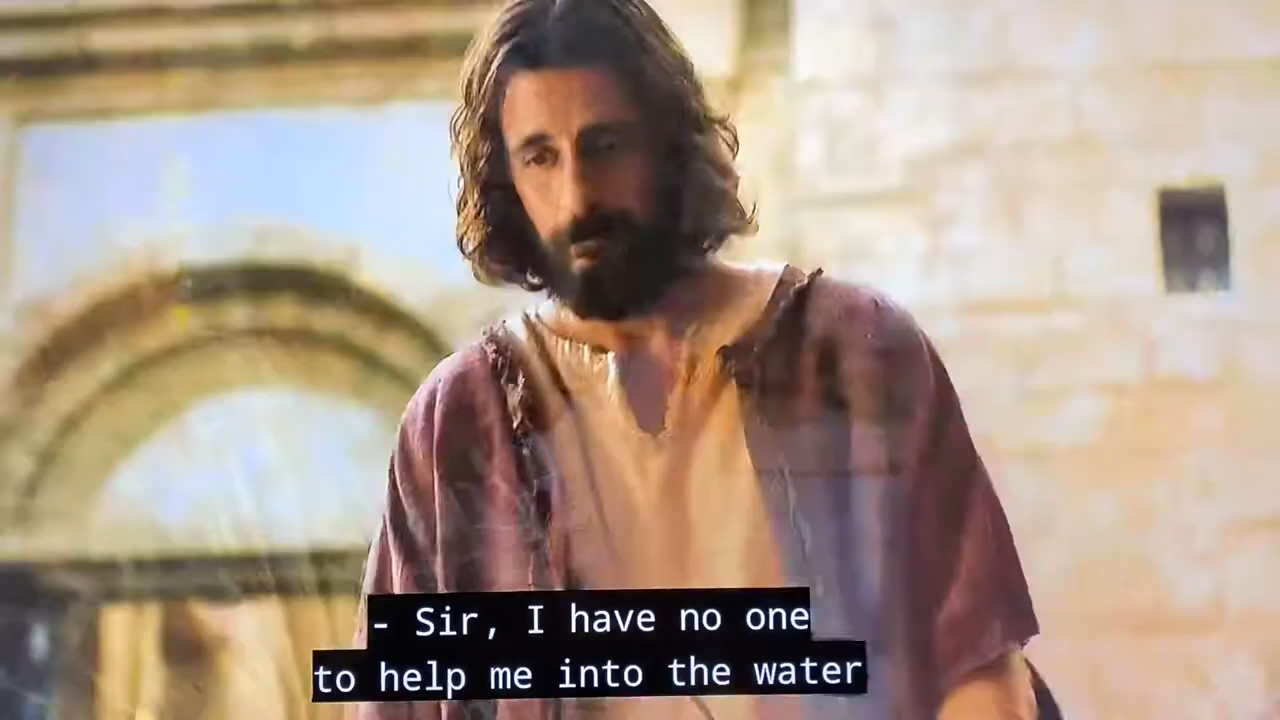 - Sir, I have no one
to help me into the water